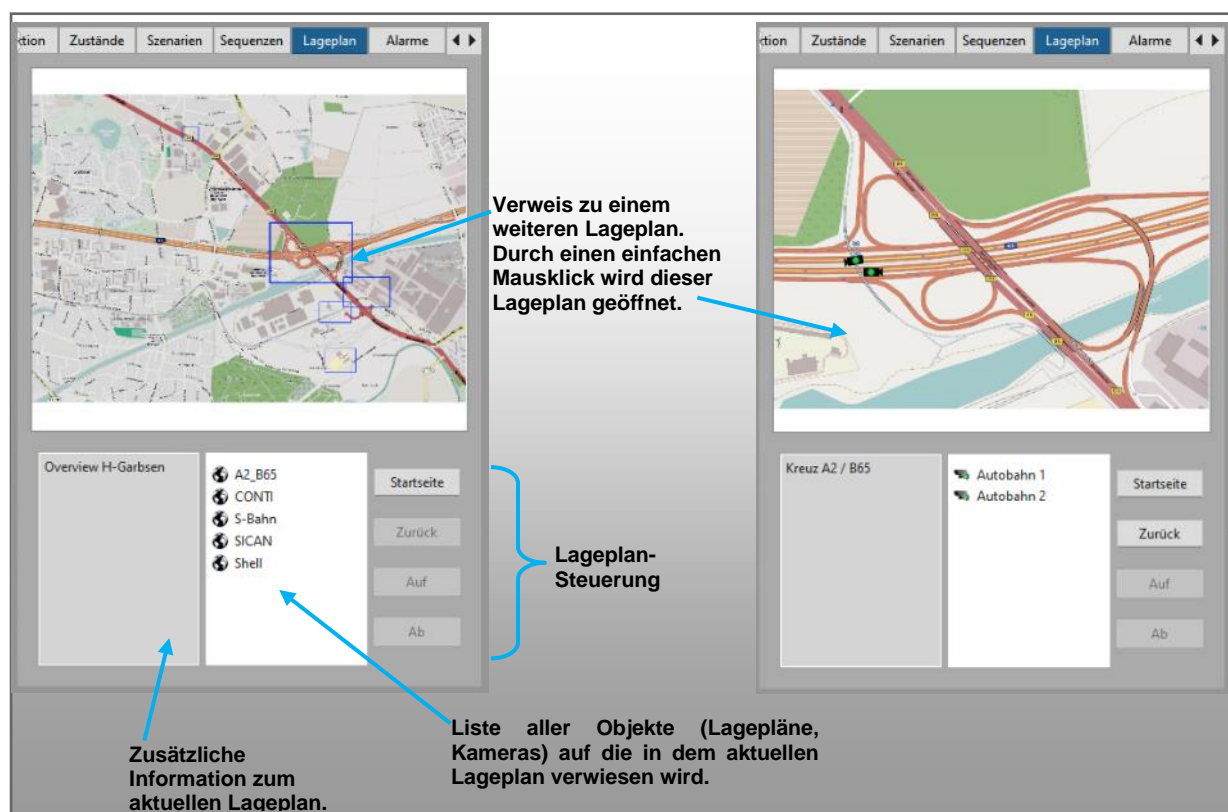 ktion Zustände Szenarien Sequenzen Lageplan Alarme
Overview H-Garbsen
A2_B65
CONTI
S-Bahn
SICAN
Shell
Startseite
Zurück
Auf
Ab
Verweis zu einem
weiteren Lageplan.
Durch einen einfachen
Mausklick wird dieser
Lageplan geöffnet.
Lageplan-
Steuerung
ktion Zustände Szenarien Sequenzen Lageplan Alarme
Kreuz A2 / B65
Autobahn 1
Autobahn 2
Startseite
Zurück
Auf
Ab
Zusätzliche
Information zum
aktuellen Lageplan.
Liste aller Objekte (Lagepläne,
Kameras) auf die in dem aktuellen
Lageplan verwiesen wird.